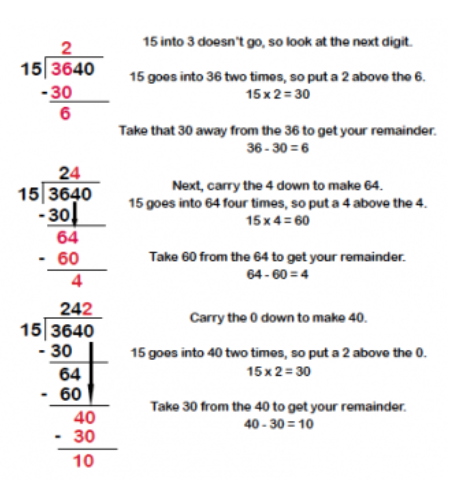 2
15 into 3 doesn't go, so look at the next digit.
15 3640
15 goes into 36 two times, so put a 2 above the 6.
- 30
15 x 2 = 30
6
Take that 30 away from the 36 to get your remainder.
36 - 30 = 6
24
Next, carry the 4 down to make 64.
15 3640
15 goes into 64 four times, so put a 4 above the 4.
- 30
15 x 4 = 60
64
- 60
Take 60 from the 64 to get your remainder.
4
64 - 60 = 4
242
Carry the 0 down to make 40.
15 3640
- 30
15 goes into 40 two times, so put a 2 above the 0.
64
15 x 2 = 30
- 60
40
Take 30 from the 40 to get your remainder.
- 30
40 - 30 = 10
10